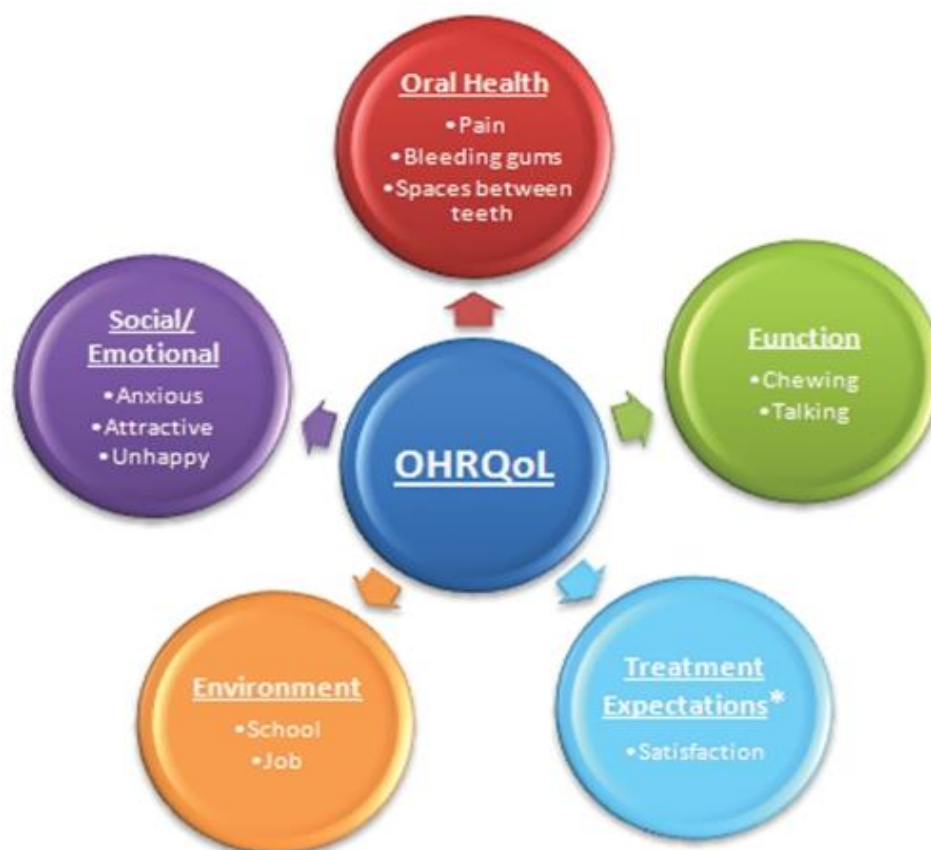 Oral Health
•Pain
•Bleeding gums
•Spaces between
teeth
Social/
Emotional
•Anxious
•Attractive
•Unhappy
Function
•Chewing
•Talking
OHRQoL
Environment
•School
•Job
Treatment
Expectations*
•Satisfaction